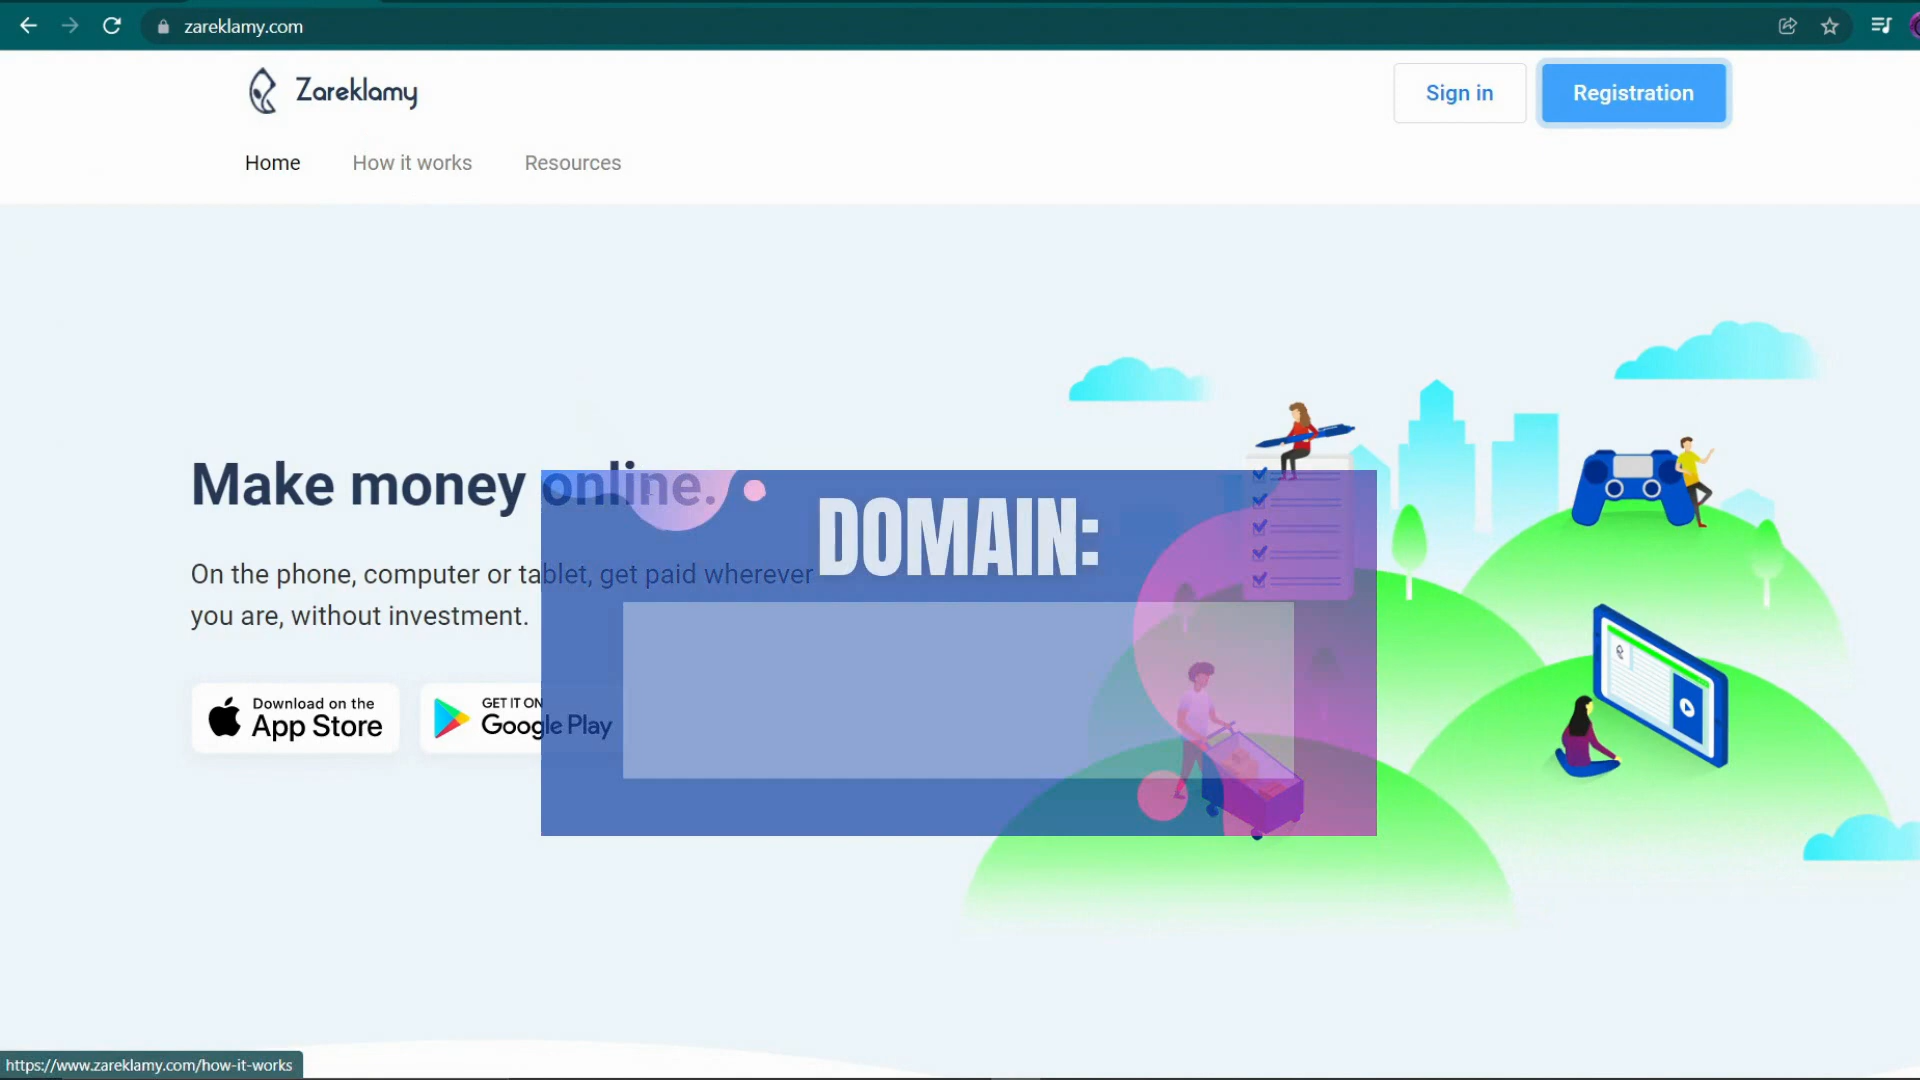 zareklamy.com
Zareklamy
Sign in
Registration
Home
How it works
Resources
Make money online.
DOMAIN:
On the phone, computer or tablet, get paid wherever
you are, without investment.
Download on the
App Store
GET IT ON
Google Play
https://www.zareklamy.com/how-it-works